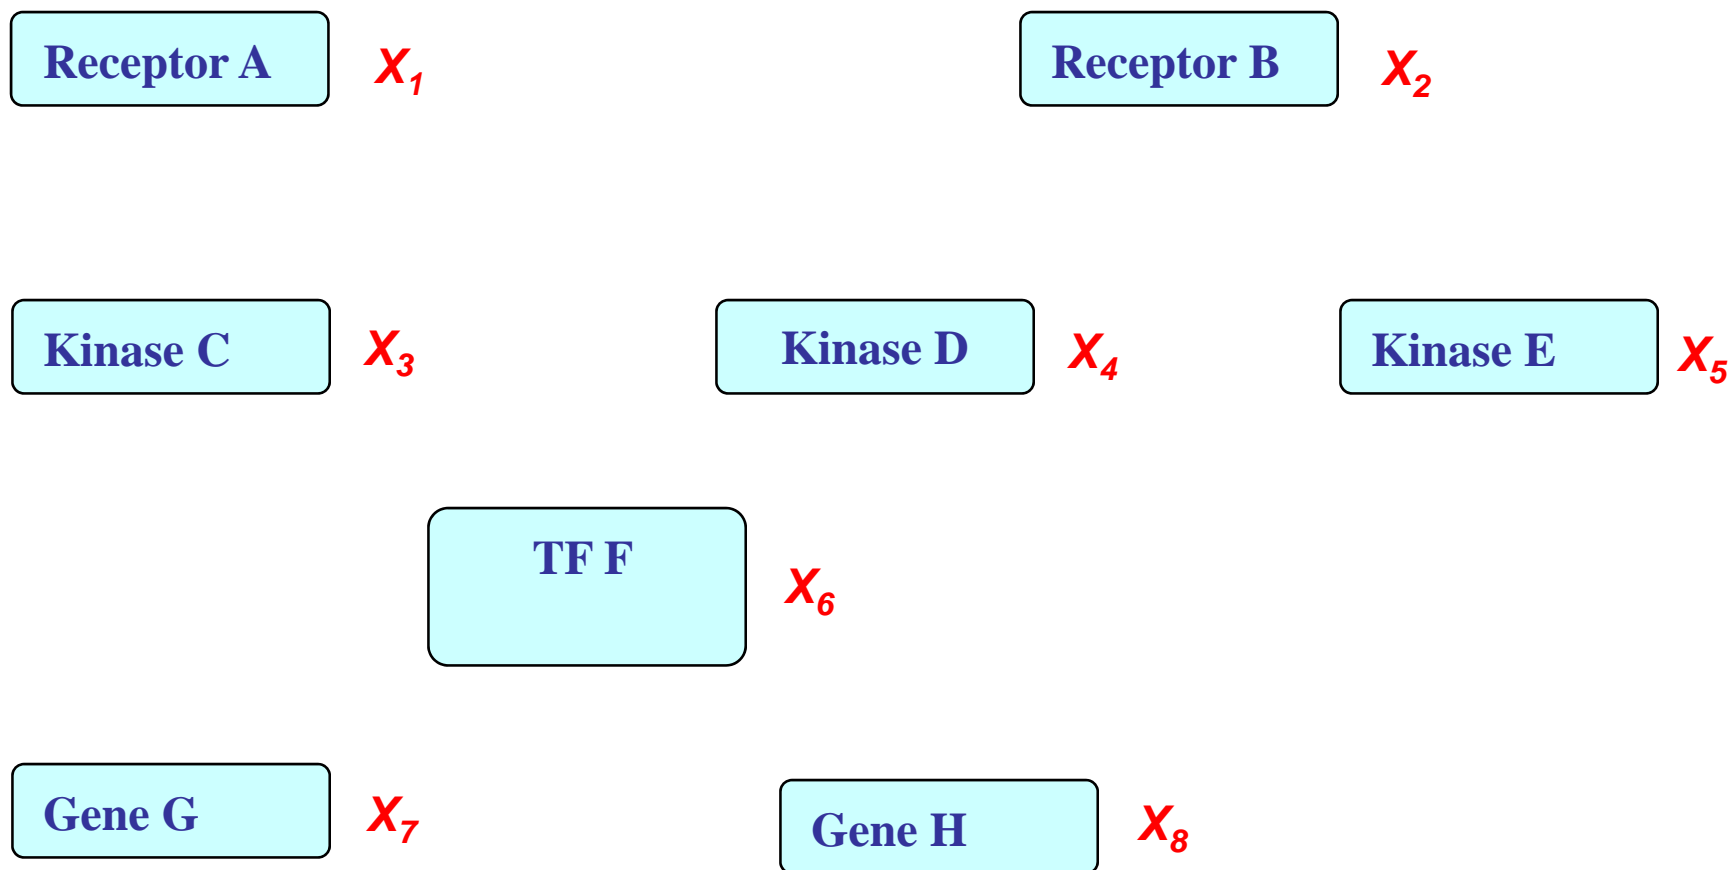 Receptor A X1 Receptor B X2
Kinase C X3 Kinase D X4 Kinase E X5
TF F X6
Gene G X7 Gene H X8